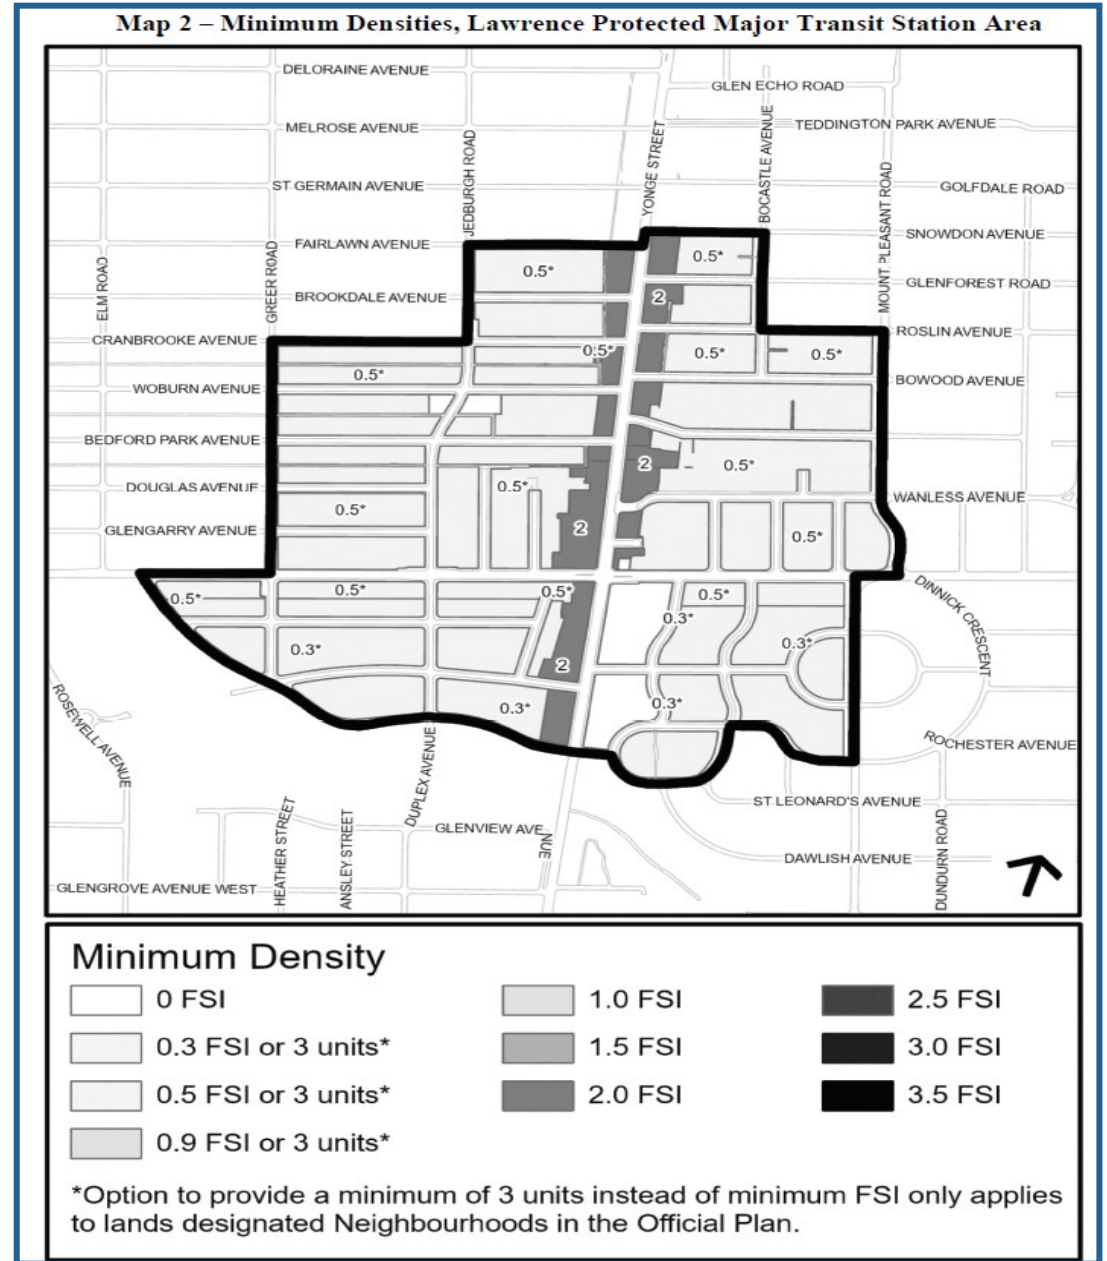 Map 2 – Minimum Densities, Lawrence Protected Major Transit Station Area
DELORAINE AVENUE
GLEN ECHO ROAD
MELROSE AVENUE
TEDDINGTON PARK AVENUE
JEDBURGH ROAD
YONGE STREET
BOCASTLE AVENUE
MOUNT PLEASANT ROAD
ST GERMAIN AVENUE
GOLFDALE ROAD
FAIRLAWN AVENUE
SNOWDON AVENUE
ELM ROAD
GREER ROAD
0.5*
0.5*
BROOKDALE AVENUE
2
GLENFOREST ROAD
CRANBROOKE AVENUE
ROSLIN AVENUE
0.5*
0.5*
0.5*
0.5*
WOBURN AVENUE
BOWOOD AVENUE
BEDFORD PARK AVENUE
2
0.5*
DOUGLAS AVENUE
0.5*
WANLESS AVENUE
0.5*
GLENGARRY AVENUE
2
0.5*
0.5*
0.5*
0.5*
0.5*
DINNICK CRESCENT
0.3*
0.3*
0.3*
2
0.3*
0.3*
ROSEWELL AVENUE
DUPLEX AVENUE
ROCHESTER AVENUE
HEATHER STREET
ANSLEY STREET
ST LEONARD'S AVENUE
GLENVIEW AVE
NUE
DAWLISH AVENUE
DUNDURN ROAD
GLENGROVE AVENUE WEST
Minimum Density
0 FSI
1.0 FSI
2.5 FSI
0.3 FSI or 3 units*
1.5 FSI
3.0 FSI
0.5 FSI or 3 units*
2.0 FSI
3.5 FSI
0.9 FSI or 3 units*
*Option to provide a minimum of 3 units instead of minimum FSI only applies
to lands designated Neighbourhoods in the Official Plan.